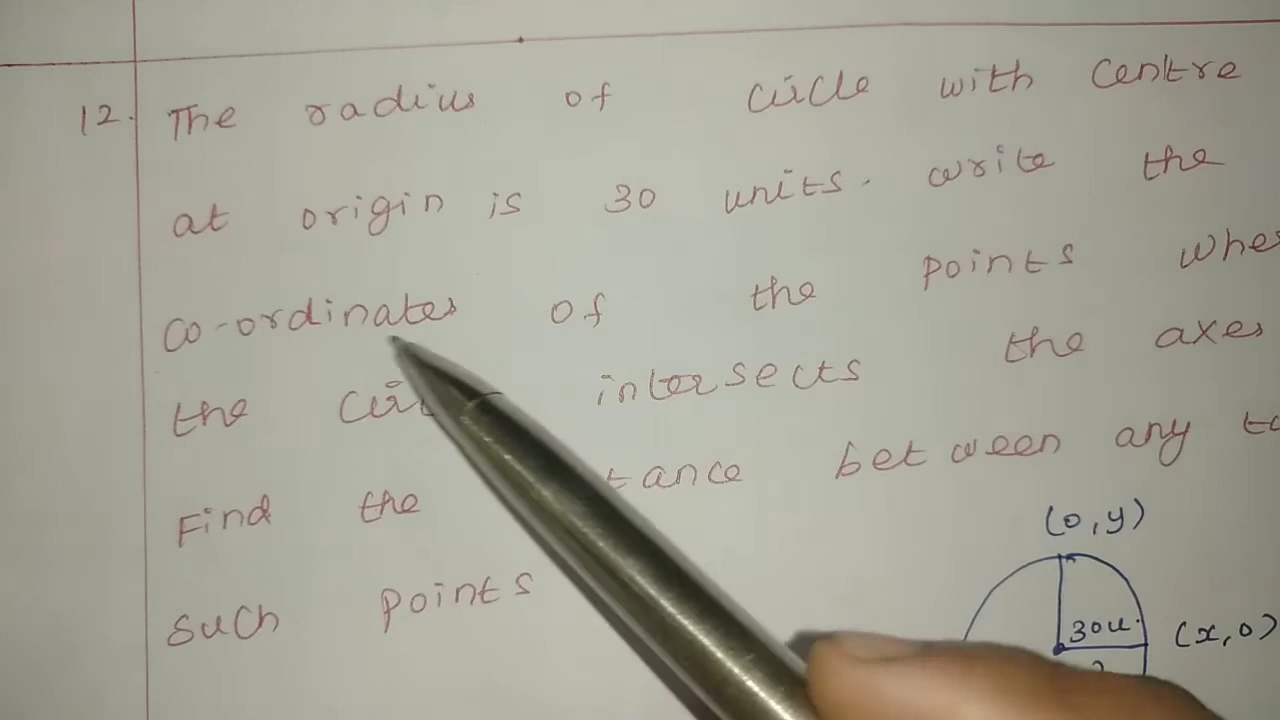 12. The radius of circle with centre
at origin is 30 units. write the
co-ordinates of the points whe
the intersects the axes
Find the between any
such points
(0,y)
30u.
(x,0)